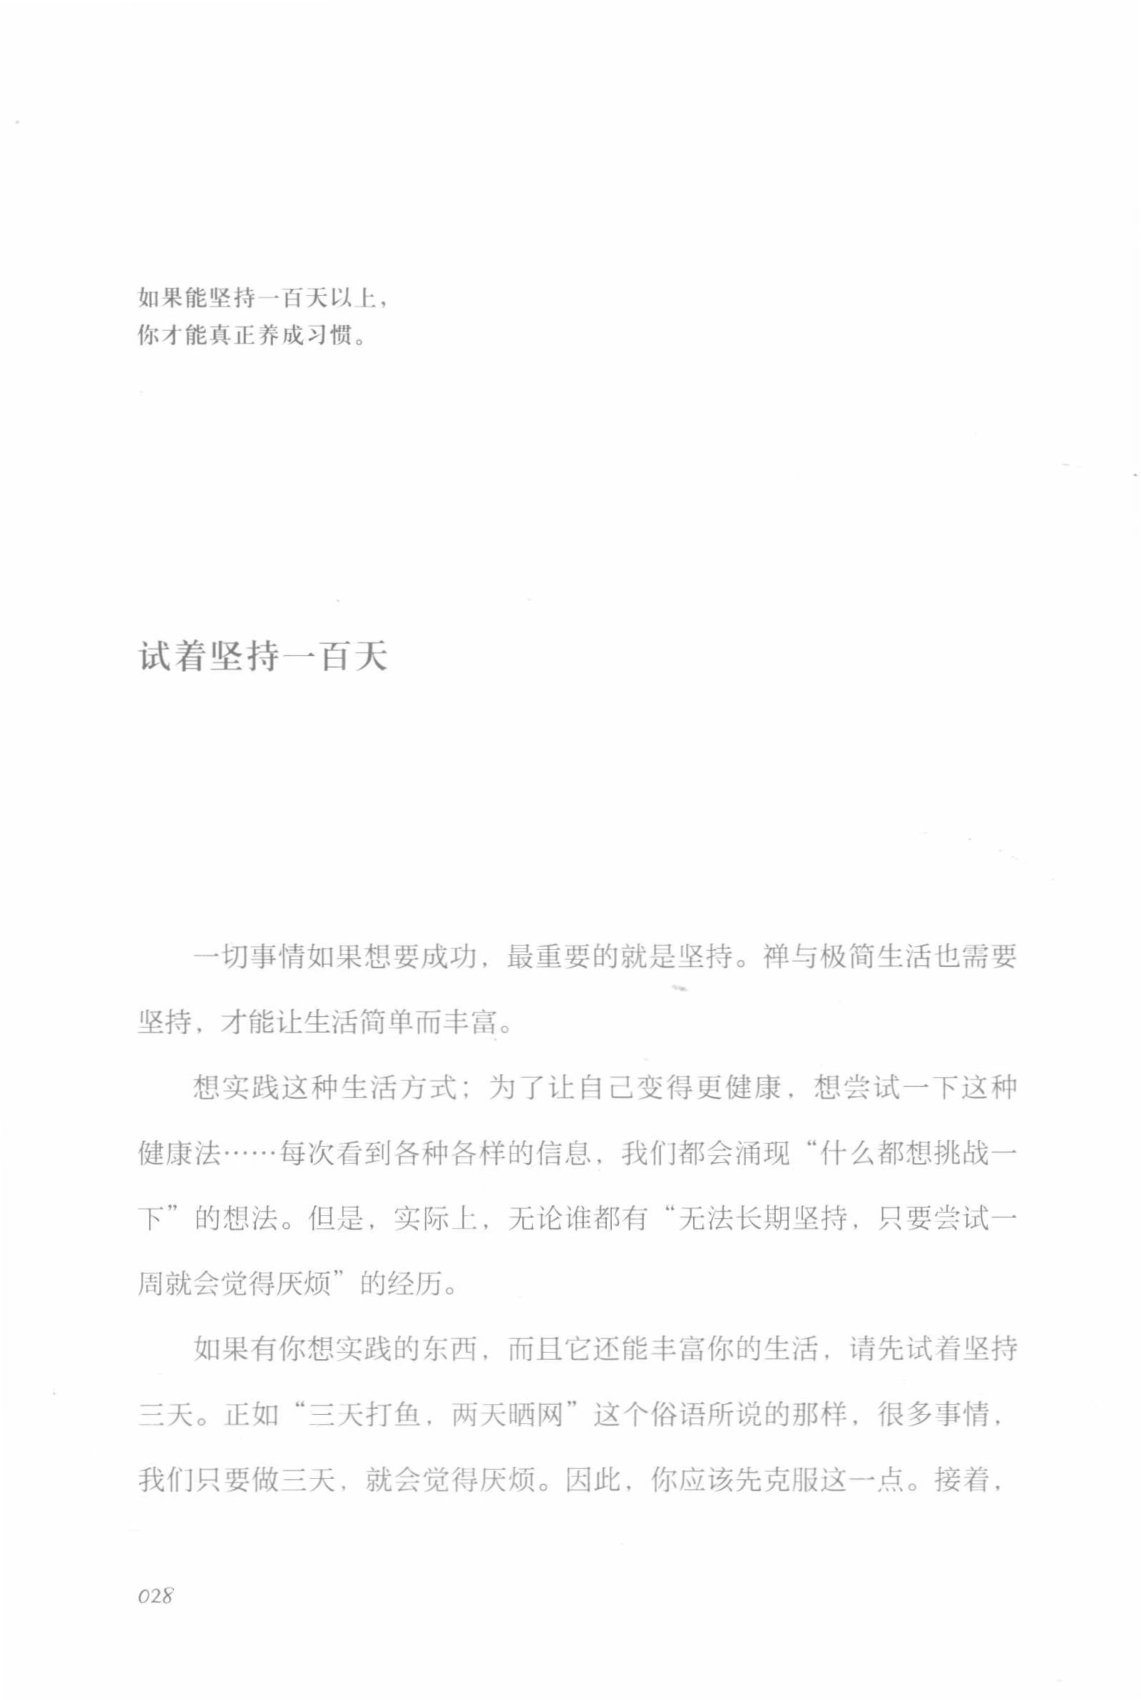 如果能坚持一百天以上，
你才能真正养成习惯。
试着坚持一百天
一切事情如果想要成功，最重要的就是坚持。禅与极简生活也需要
坚持，才能让生活简单而丰富。
想实践这种生活方式；为了让自己变得更健康，想尝试一下这种
健康法……每次看到各种各样的信息，我们都会涌现“什么都想挑战一
下”的想法。但是，实际上，无论谁都有“无法长期坚持，只要尝试一
周就会觉得厌烦”的经历。
如果有你想实践的东西，而且它还能丰富你的生活，请先试着坚持
三天。正如“三天打鱼，两天晒网”这个俗语所说的那样，很多事情，
我们只要做三天，就会觉得厌烦。因此，你应该先克服这一点。接着，
028